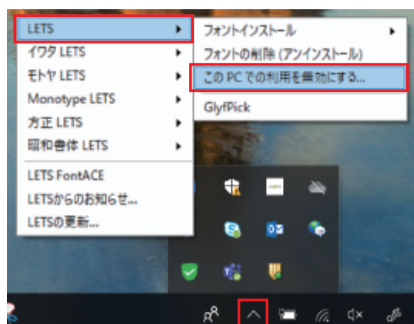 LETS
イワタ LETS
モトヤ LETS
Monotype LETS
方正 LETS
昭和書体 LETS
LETS FontACE
LETSからのお知らせ...
LETSの更新...
フォントインストール
フォントの削除 (アンインストール)
この PC での利用を無効にする...
GlyfPick